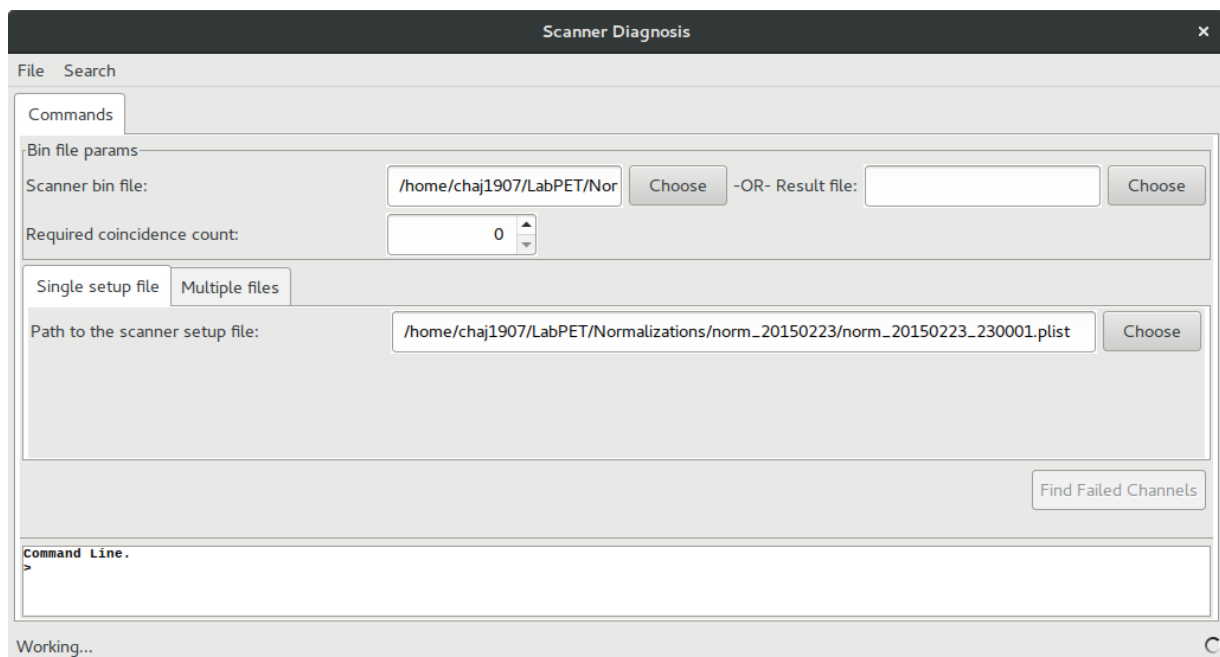 Scanner Diagnosis ×
File Search
Commands
Bin file params
Scanner bin file: /home/chaj1907/LabPET/Nor Choose -OR- Result file: Choose
Required coincidence count: 0
Single setup file Multiple files
Path to the scanner setup file: /home/chaj1907/LabPET/Normalizations/norm_20150223/norm_20150223_230001.plist Choose
Find Failed Channels
Command Line.
>
Working...